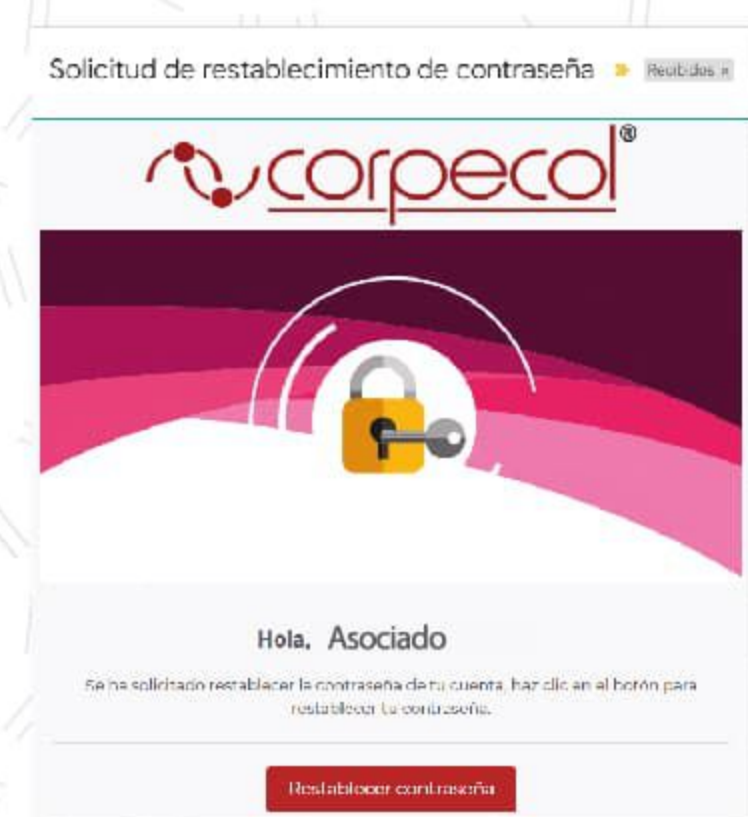 Solicitud de restablecimiento de contraseña
Recibidos x
corpecol®
Hola, Asociado
Se ha solicitado restablecer la contraseña de tu cuenta, haz clic en el botón para
restablecer tu contraseña.
Restablecer contraseña